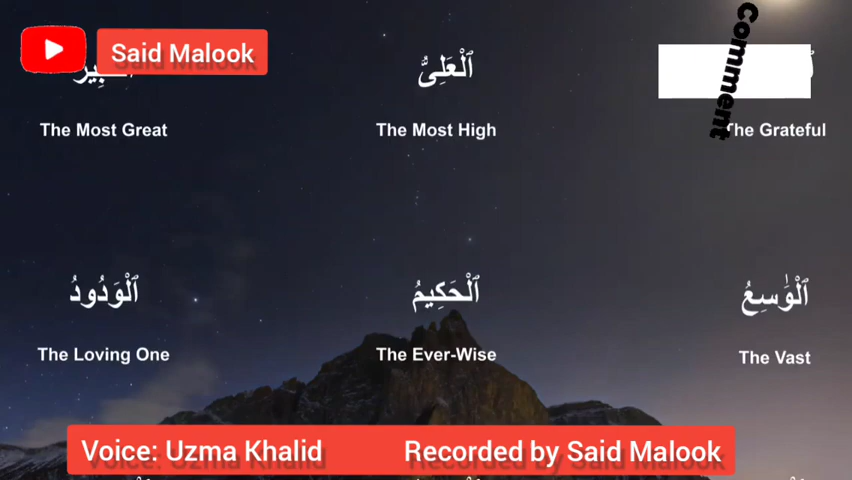 Said Malook
ٱلْعَلِىُّ
Comment
The Most Great
The Most High
The Grateful
ٱلْوَدُودُ
ٱلْحَكِيمُ
ٱلْوَٰسِعُ
The Loving One
The Ever-Wise
The Vast
Voice: Uzma Khalid
Recorded by Said Malook